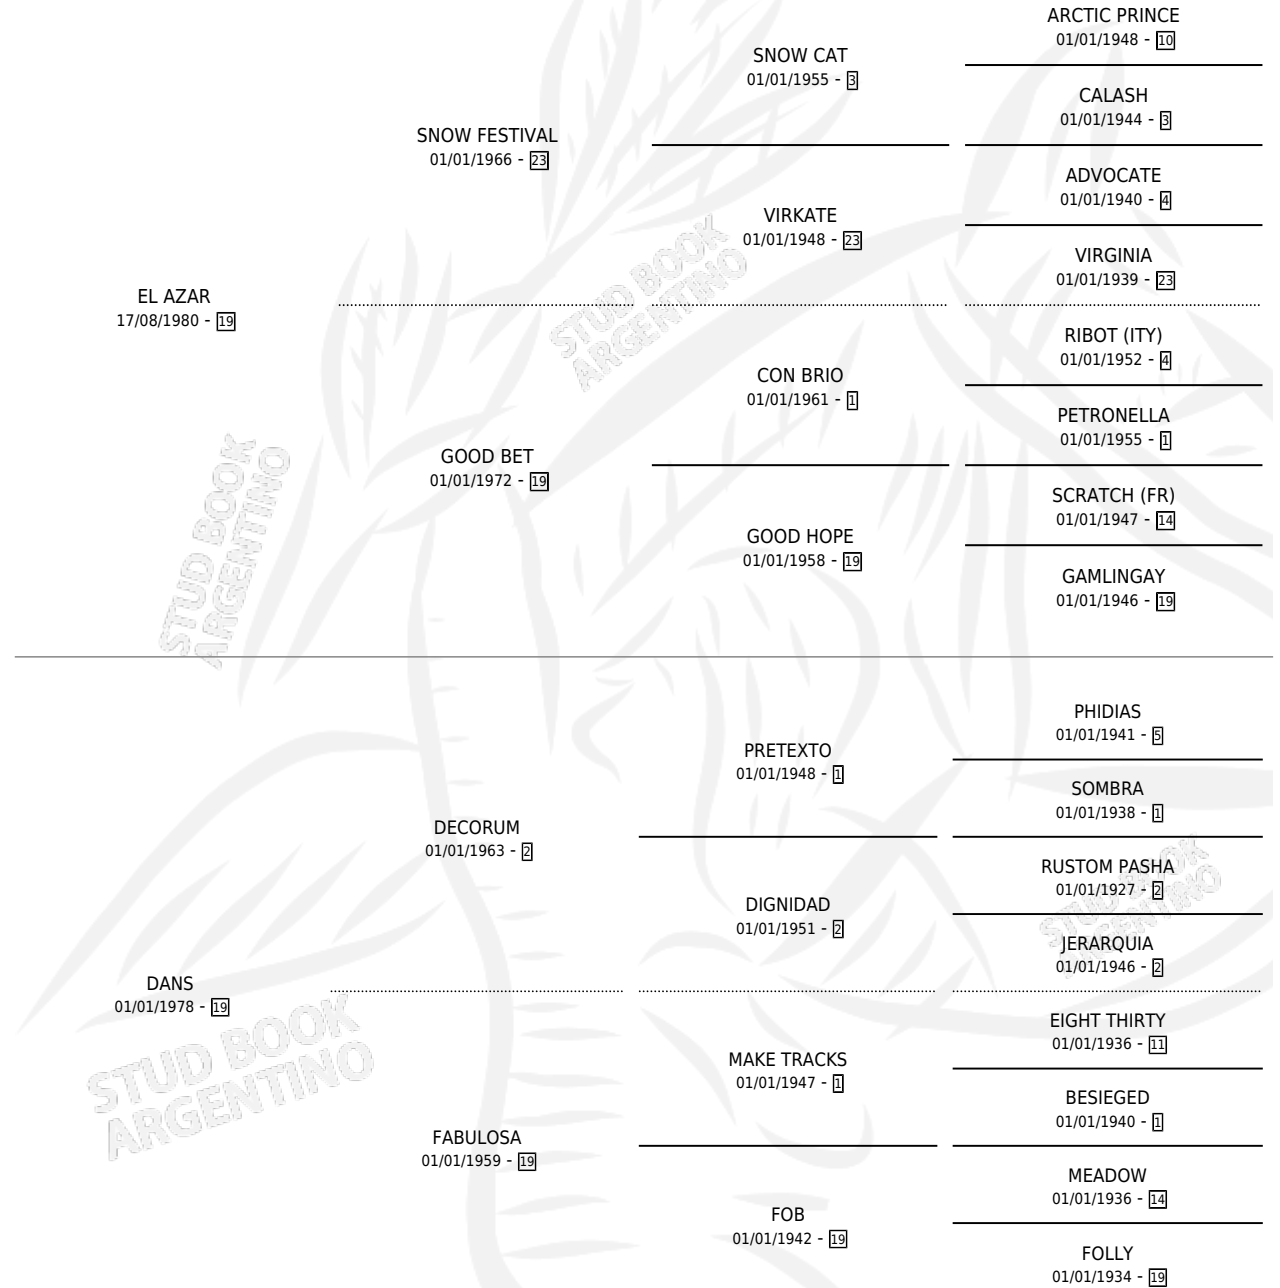 ARCTIC PRINCE
01/01/1948 - 10
SNOW CAT
01/01/1955 - 3
CALASH
01/01/1944 - 3
SNOW FESTIVAL
01/01/1966 - 23
ADVOCATE
01/01/1940 - 4
VIRKATE
01/01/1948 - 23
VIRGINIA
01/01/1939 - 23
EL AZAR
17/08/1980 - 19
RIBOT (ITY)
01/01/1952 - 4
CON BRIO
01/01/1961 - 1
PETRONELLA
01/01/1955 - 1
GOOD BET
01/01/1972 - 19
SCRATCH (FR)
01/01/1947 - 14
GOOD HOPE
01/01/1958 - 19
GAMLINGAY
01/01/1946 - 19
STUD BOOK
ARGENTINO
STUD BOOK
ARGENTINO
PHIDIAS
01/01/1941 - 5
PRETEXTO
01/01/1948 - 1
SOMBRA
01/01/1938 - 1
DECORUM
01/01/1963 - 2
RUSTOM PASHA
01/01/1927 - 2
DIGNIDAD
01/01/1951 - 2
JERARQUIA
01/01/1946 - 2
STUD BOOK
ARGENTINO
DANS
01/01/1978 - 19
EIGHT THIRTY
01/01/1936 - 11
MAKE TRACKS
01/01/1947 - 1
BESIEGED
01/01/1940 - 1
STUD BOOK
ARGENTINO
FABULOSA
01/01/1959 - 19
MEADOW
01/01/1936 - 14
FOB
01/01/1942 - 19
FOLLY
01/01/1934 - 19